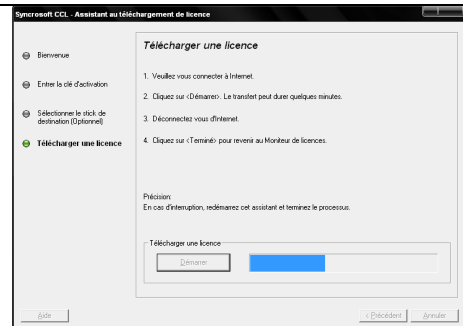 Syncrosoft CCL - Assistant au téléchargement de licence
Bienvenue
Entrer la clé d'activation
Sélectionner le stick de
destination (Optionnel)
Télécharger une licence
Télécharger une licence
1. Veuillez vous connecter à Internet.
2. Cliquez sur <Démarrer>. Le transfert peut durer quelques minutes.
3. Déconnectez vous d'Internet.
4. Cliquez sur <Terminé> pour revenir au Moniteur de licences.
Précision:
En cas d'interruption, redémarrez cet assistant et terminez le processus.
Télécharger une licence
Démarrer
Aide
< Précédent
Annuler